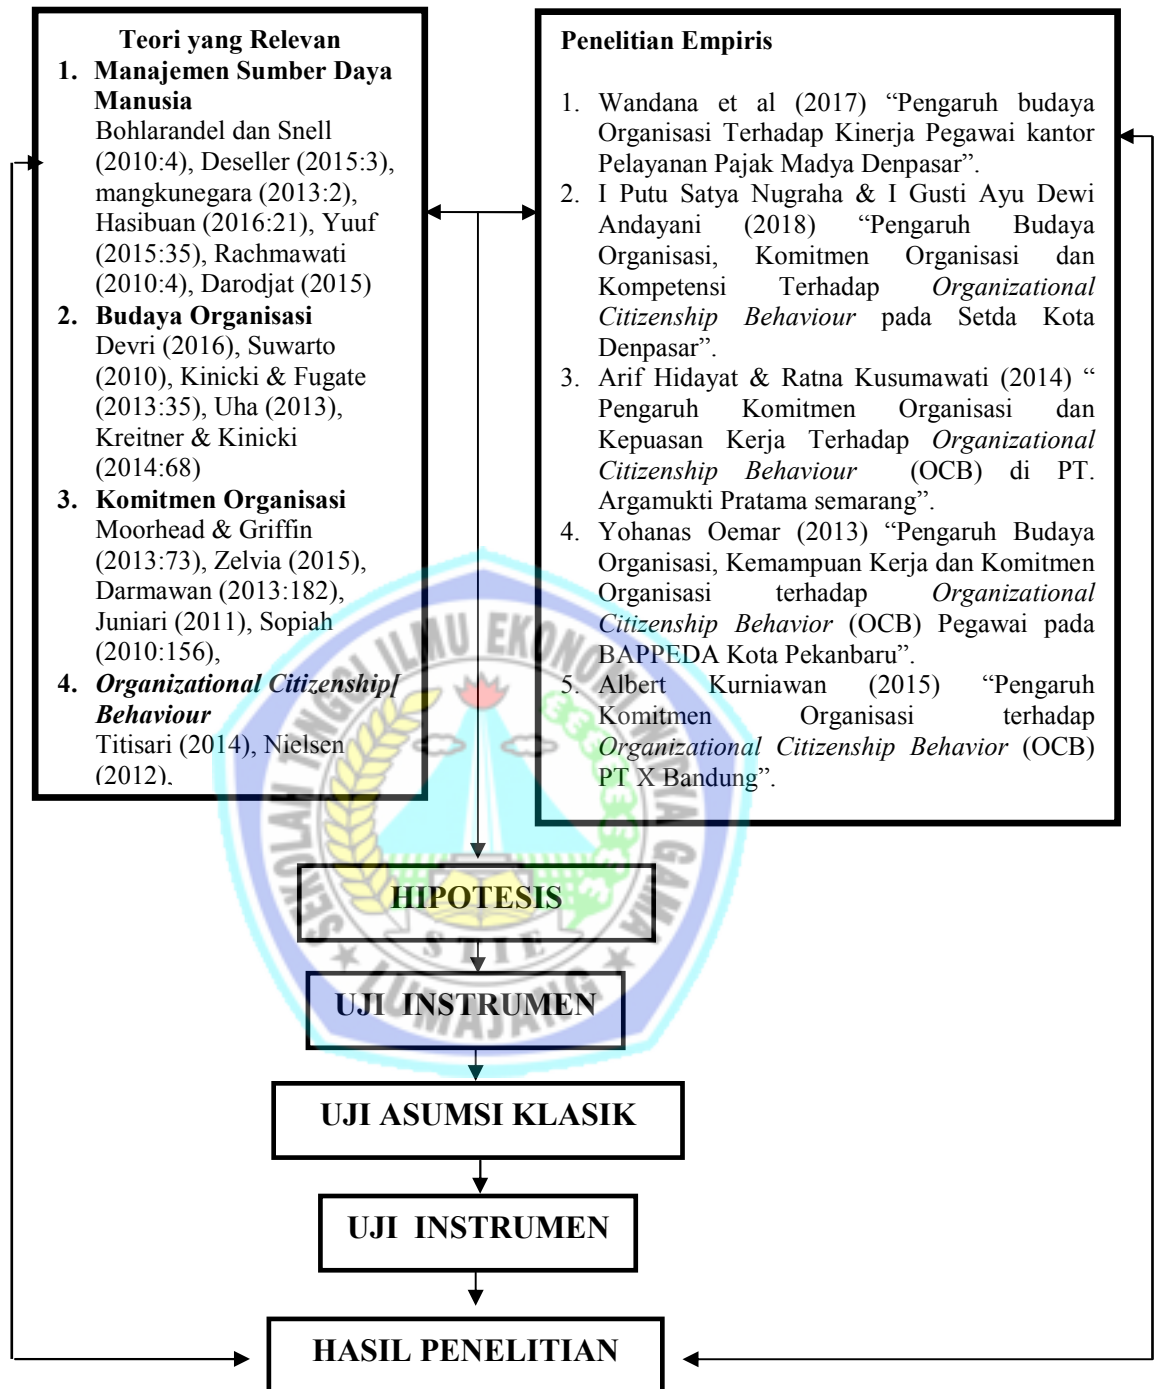 Teori yang Relevan
1. Manajemen Sumber Daya
Manusia
Bohlarandel dan Snell
(2010:4), Deseller (2015:3),
mangkunegara (2013:2),
Hasibuan (2016:21), Yuuf
(2015:35), Rachmawati
(2010:4), Darodjat (2015)
2. Budaya Organisasi
Devri (2016), Suwarto
(2010), Kinicki & Fugate
(2013:35), Uha (2013),
Kreitner & Kinicki
(2014:68)
3. Komitmen Organisasi
Moorhead & Griffin
(2013:73), Zelvia (2015),
Darmawan (2013:182),
Juniari (2011), Sopiah
(2010:156),
4. Organizational Citizenship[
Behaviour
Titisari (2014), Nielsen
(2012),
Penelitian Empiris
1. Wandana et al (2017) “Pengaruh budaya
Organisasi Terhadap Kinerja Pegawai kantor
Pelayanan Pajak Madya Denpasar”.
2. I Putu Satya Nugraha & I Gusti Ayu Dewi
Andayani (2018) “Pengaruh Budaya
Organisasi, Komitmen Organisasi dan
Kompetensi Terhadap Organizational
Citizenship Behaviour pada Setda Kota
Denpasar”.
3. Arif Hidayat & Ratna Kusumawati (2014) “
Pengaruh Komitmen Organisasi dan
Kepuasan Kerja Terhadap Organizational
Citizenship Behaviour (OCB) di PT.
Argamukti Pratama semarang”.
4. Yohanas Oemar (2013) “Pengaruh Budaya
Organisasi, Kemampuan Kerja dan Komitmen
Organisasi terhadap Organizational
Citizenship Behavior (OCB) Pegawai pada
BAPPEDA Kota Pekanbaru”.
5. Albert Kurniawan (2015) “Pengaruh
Komitmen Organisasi terhadap
Organizational Citizenship Behavior (OCB)
PT X Bandung”.
SEKOLAH TINGGI ILMU EKONOMI WIDYA GAMA
STIE
LUMAJANG
HIPOTESIS
UJI INSTRUMEN
UJI ASUMSI KLASIK
UJI INSTRUMEN
HASIL PENELITIAN